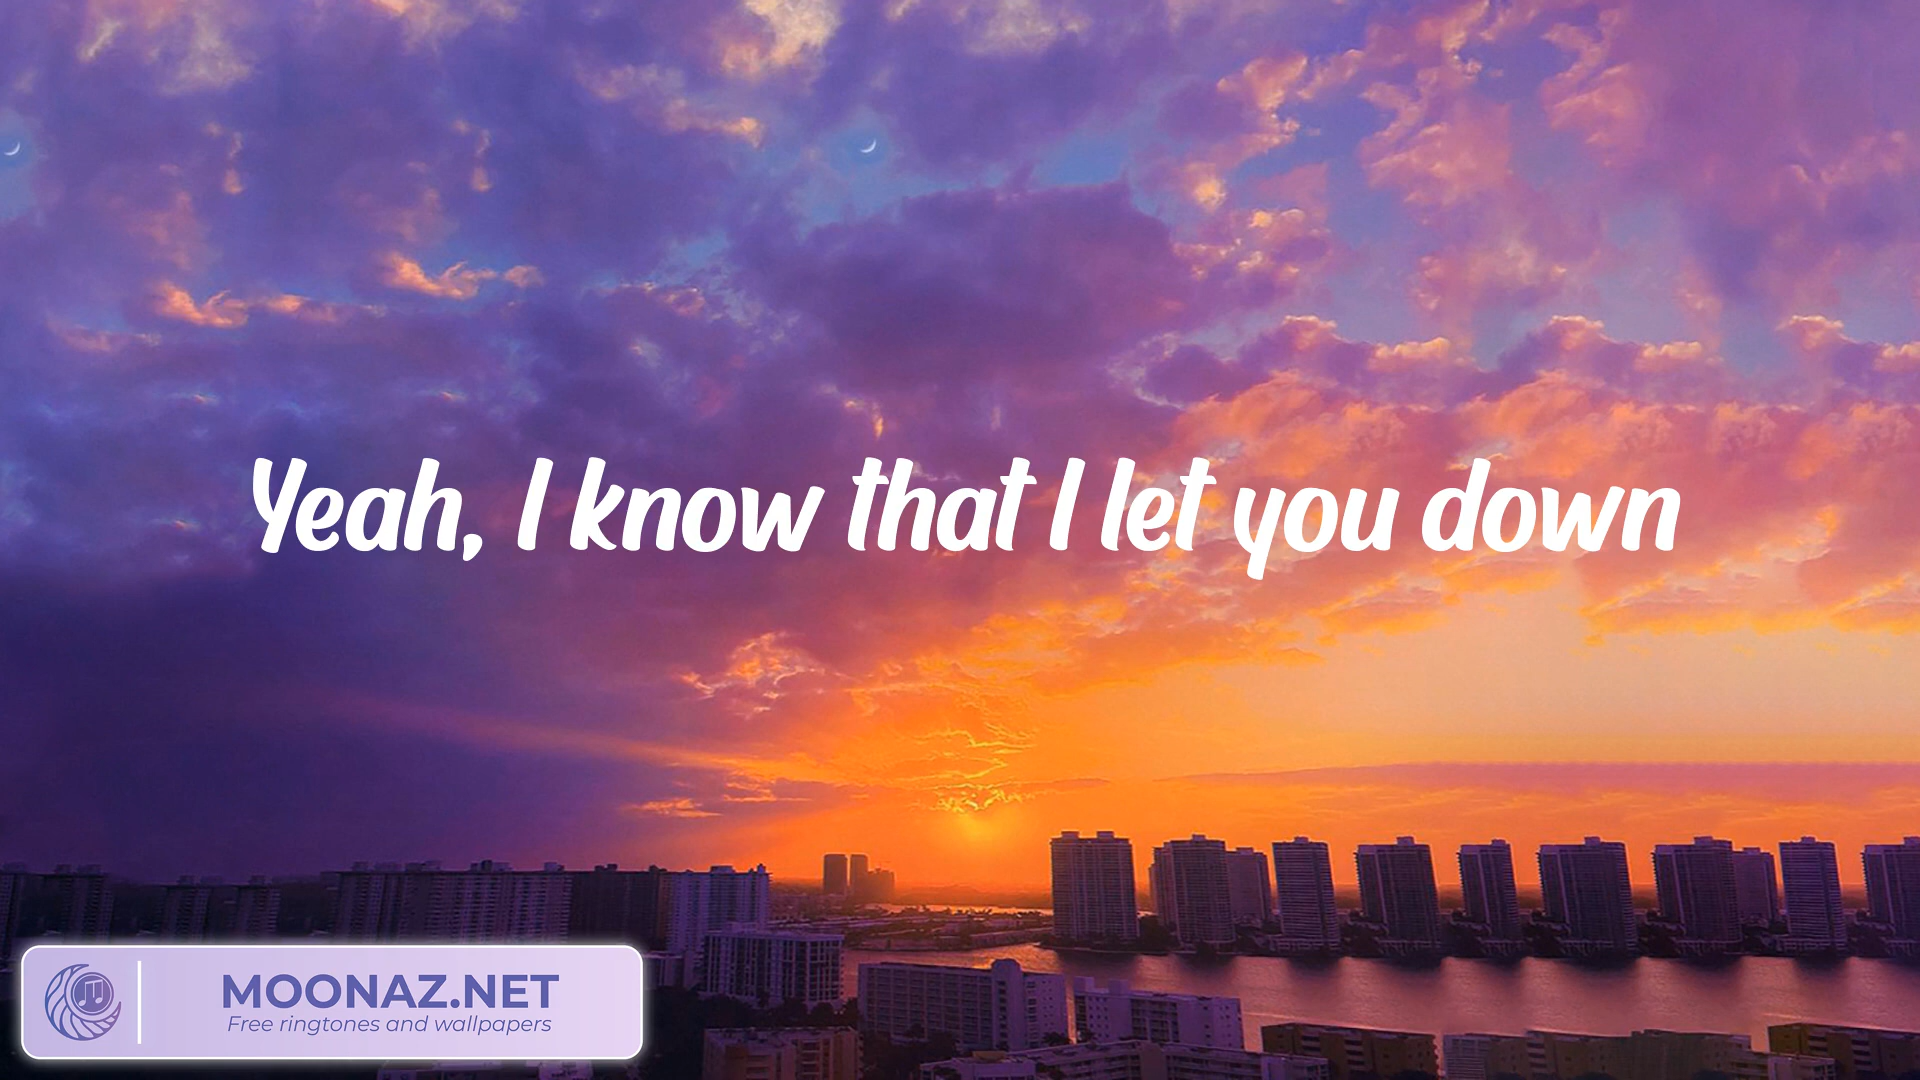 Yeah, I know that I let you down
MOONAZ.NET
Free ringtones and wallpapers